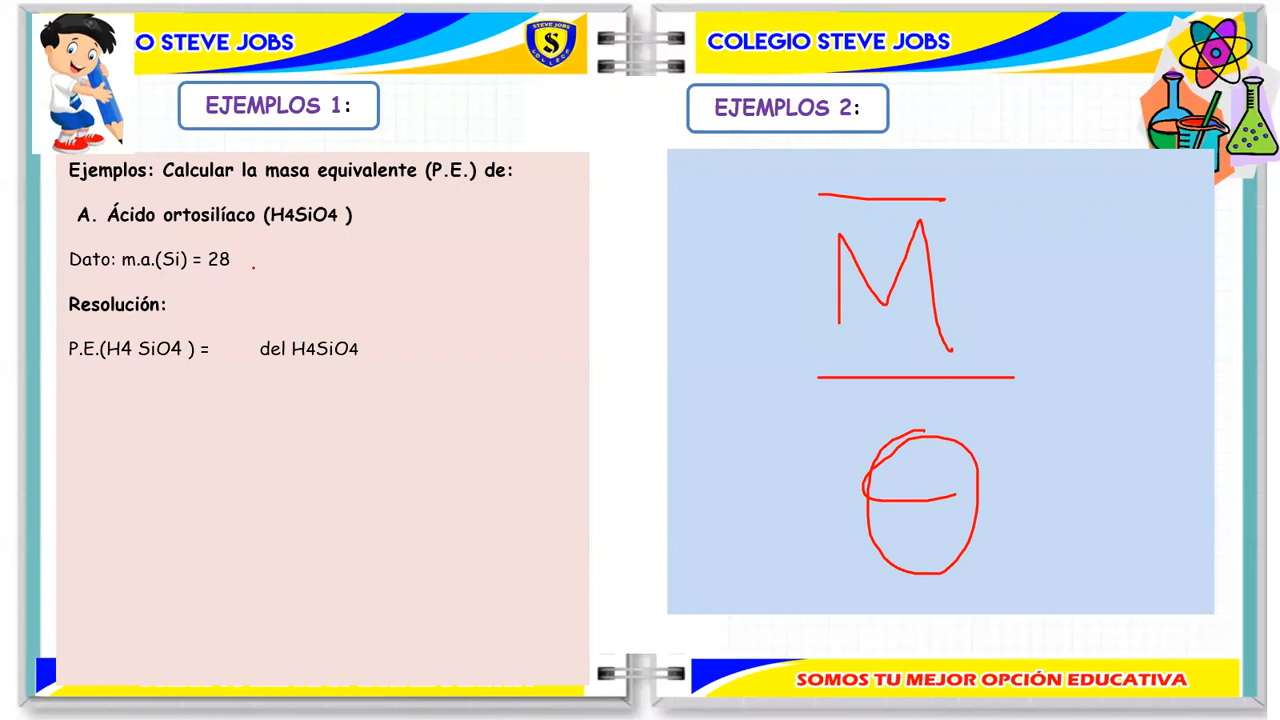 O STEVE JOBS
STEVE JOBS
S
COLLEGE
EJEMPLOS 1:
Ejemplos: Calcular la masa equivalente (P.E.) de:
A. Ácido ortosilíaco (H4SiO4 )
Dato: m.a.(Si) = 28
Resolución:
P.E.(H4 SiO4 ) = del H4SiO4
COLEGIO STEVE JOBS
EJEMPLOS 2:
M
Θ
SOMOS TU MEJOR OPCIÓN EDUCATIVA